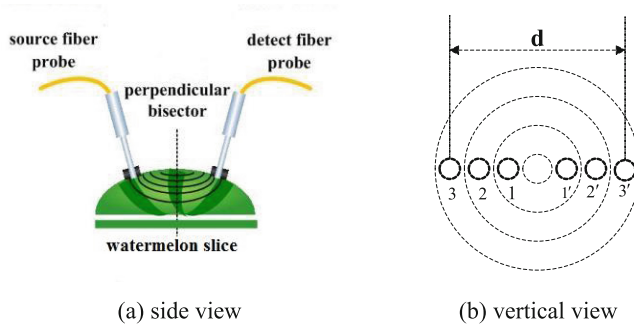 source fiber
probe
detect fiber
probe
perpendicular
bisector
watermelon slice
(a) side view
d
3 2 1 1' 2' 3'
(b) vertical view